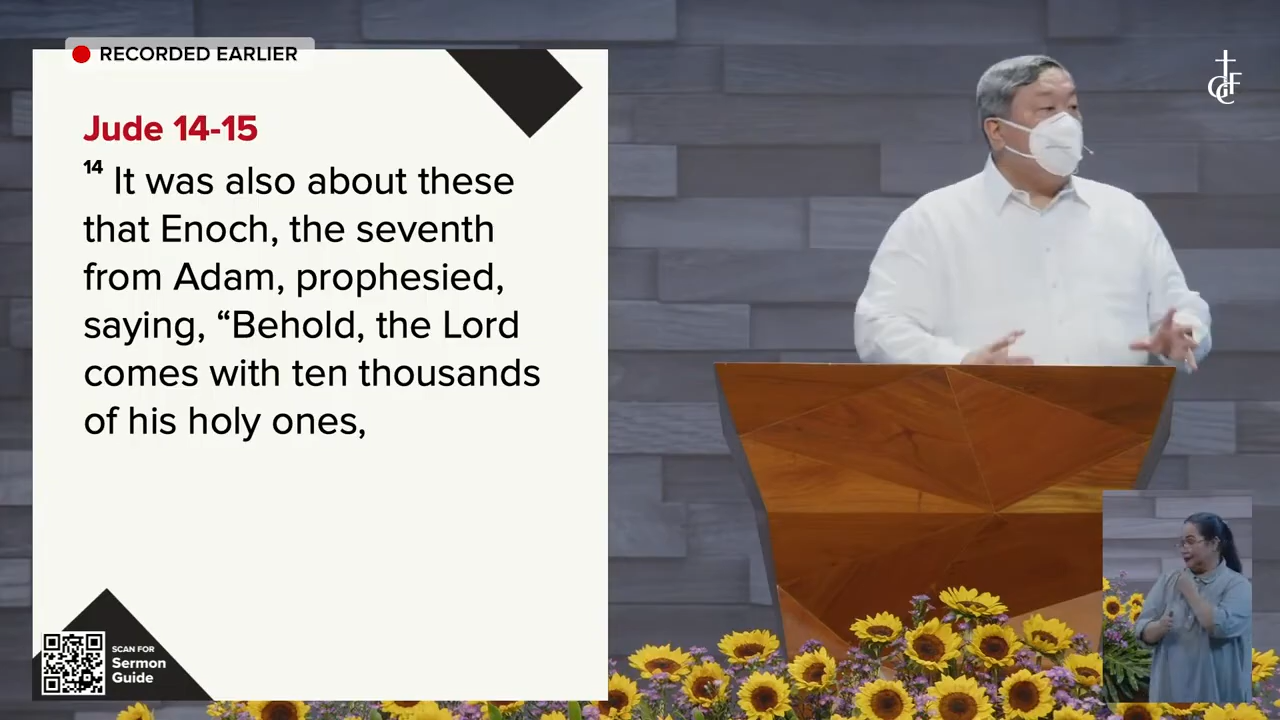 RECORDED EARLIER
Jude 14-15
14 It was also about these
that Enoch, the seventh
from Adam, prophesied,
saying, “Behold, the Lord
comes with ten thousands
of his holy ones,
SCAN FOR
Sermon
Guide
CCF